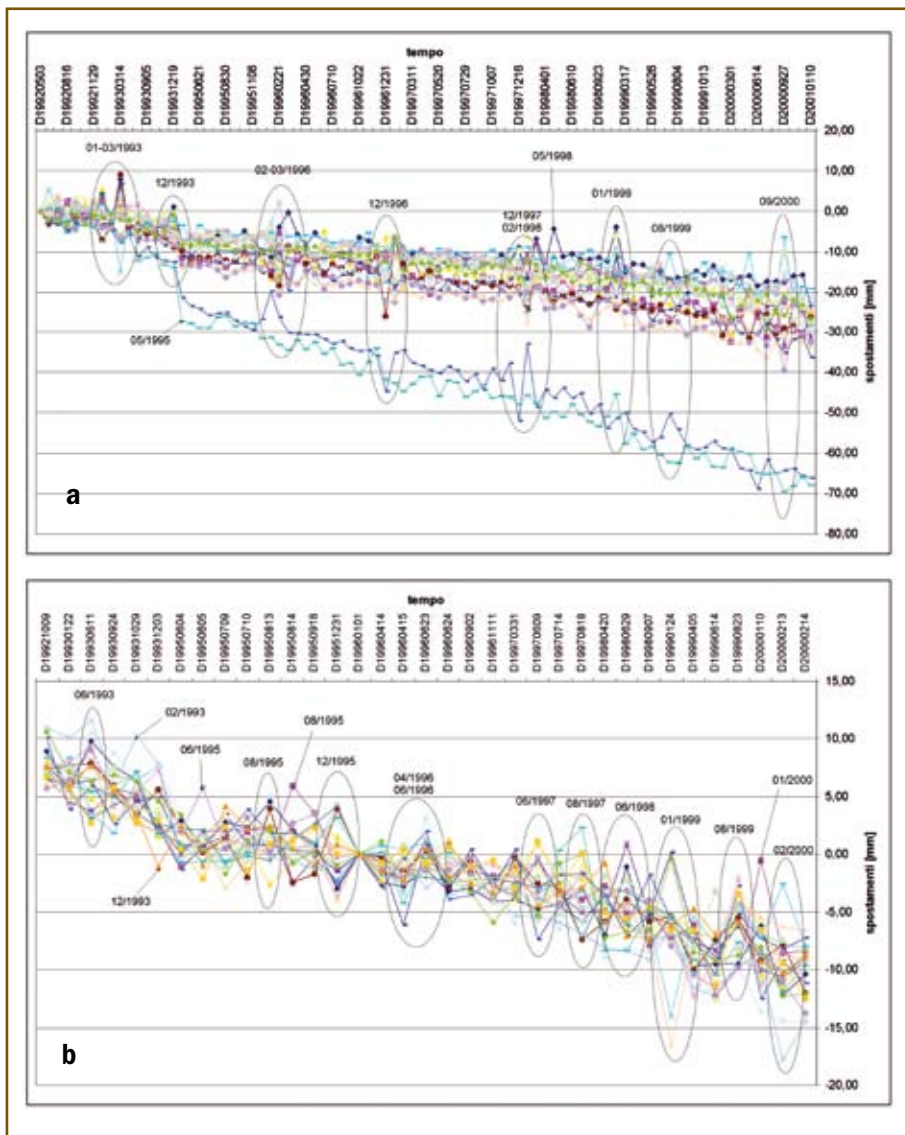 tempo
D19920503
D19920816
D19921129
D19930314
D19930905
D19931219
D19950621
D19950830
D19951108
D19960221
D19960430
D19960710
D19961022
D19961231
D19970311
D19970520
D19970729
D19971007
D19971216
D19980401
D19980610
D19980923
D19990317
D19990526
D19990804
D19991013
D20000301
D20000614
D20000927
D20010110
20,00
10,00
0,00
-10,00
-20,00
-30,00
-40,00
-50,00
-60,00
-70,00
-80,00
spostamenti [mm]
01-03/1993
12/1993
02-03/1996
12/1996
12/1997
02/1998
05/1998
01/1999
08/1999
09/2000
05/1995
a
tempo
D19921009
D19930122
D19930611
D19930924
D19931029
D19931203
D19950604
D19950605
D19950709
D19950710
D19950813
D19950814
D19950918
D19951231
D19960101
D19960414
D19960415
D19960623
D19960624
D19960902
D19961111
D19970331
D19970609
D19970714
D19970818
D19980420
D19980629
D19980907
D19990124
D19990405
D19990614
D19990823
D20000110
D20000213
D20000214
15,00
10,00
5,00
0,00
-5,00
-10,00
-15,00
-20,00
spostamenti [mm]
06/1993
02/1993
06/1995
08/1995
08/1995
12/1995
04/1996
06/1996
06/1997
08/1997
06/1998
01/1999
08/1999
01/2000
02/2000
12/1993
b